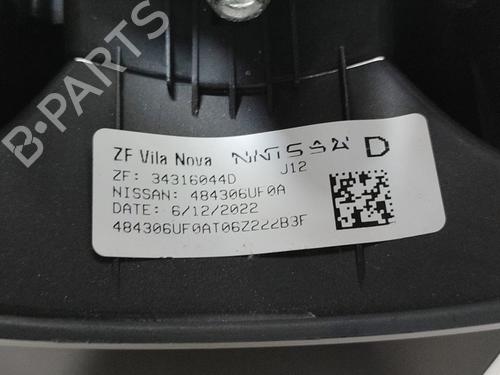 B-PARTS
ZF Vila Nova NISSAN D
ZF: 34316044D J12
NISSAN: 484306UF0A
DATE: 6/12/2022
484306UF0AT06Z222B3F